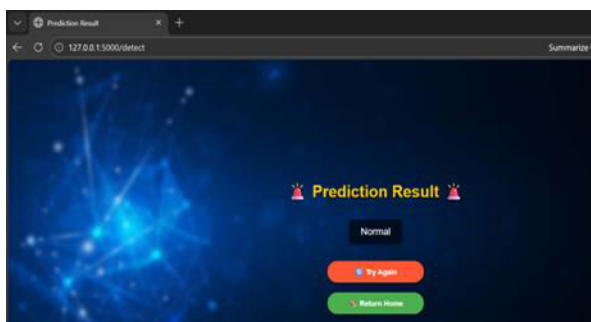 Prediction Result
127.0.0.1:5000/detect
Summarize
Prediction Result
Normal
Try Again
Return Home